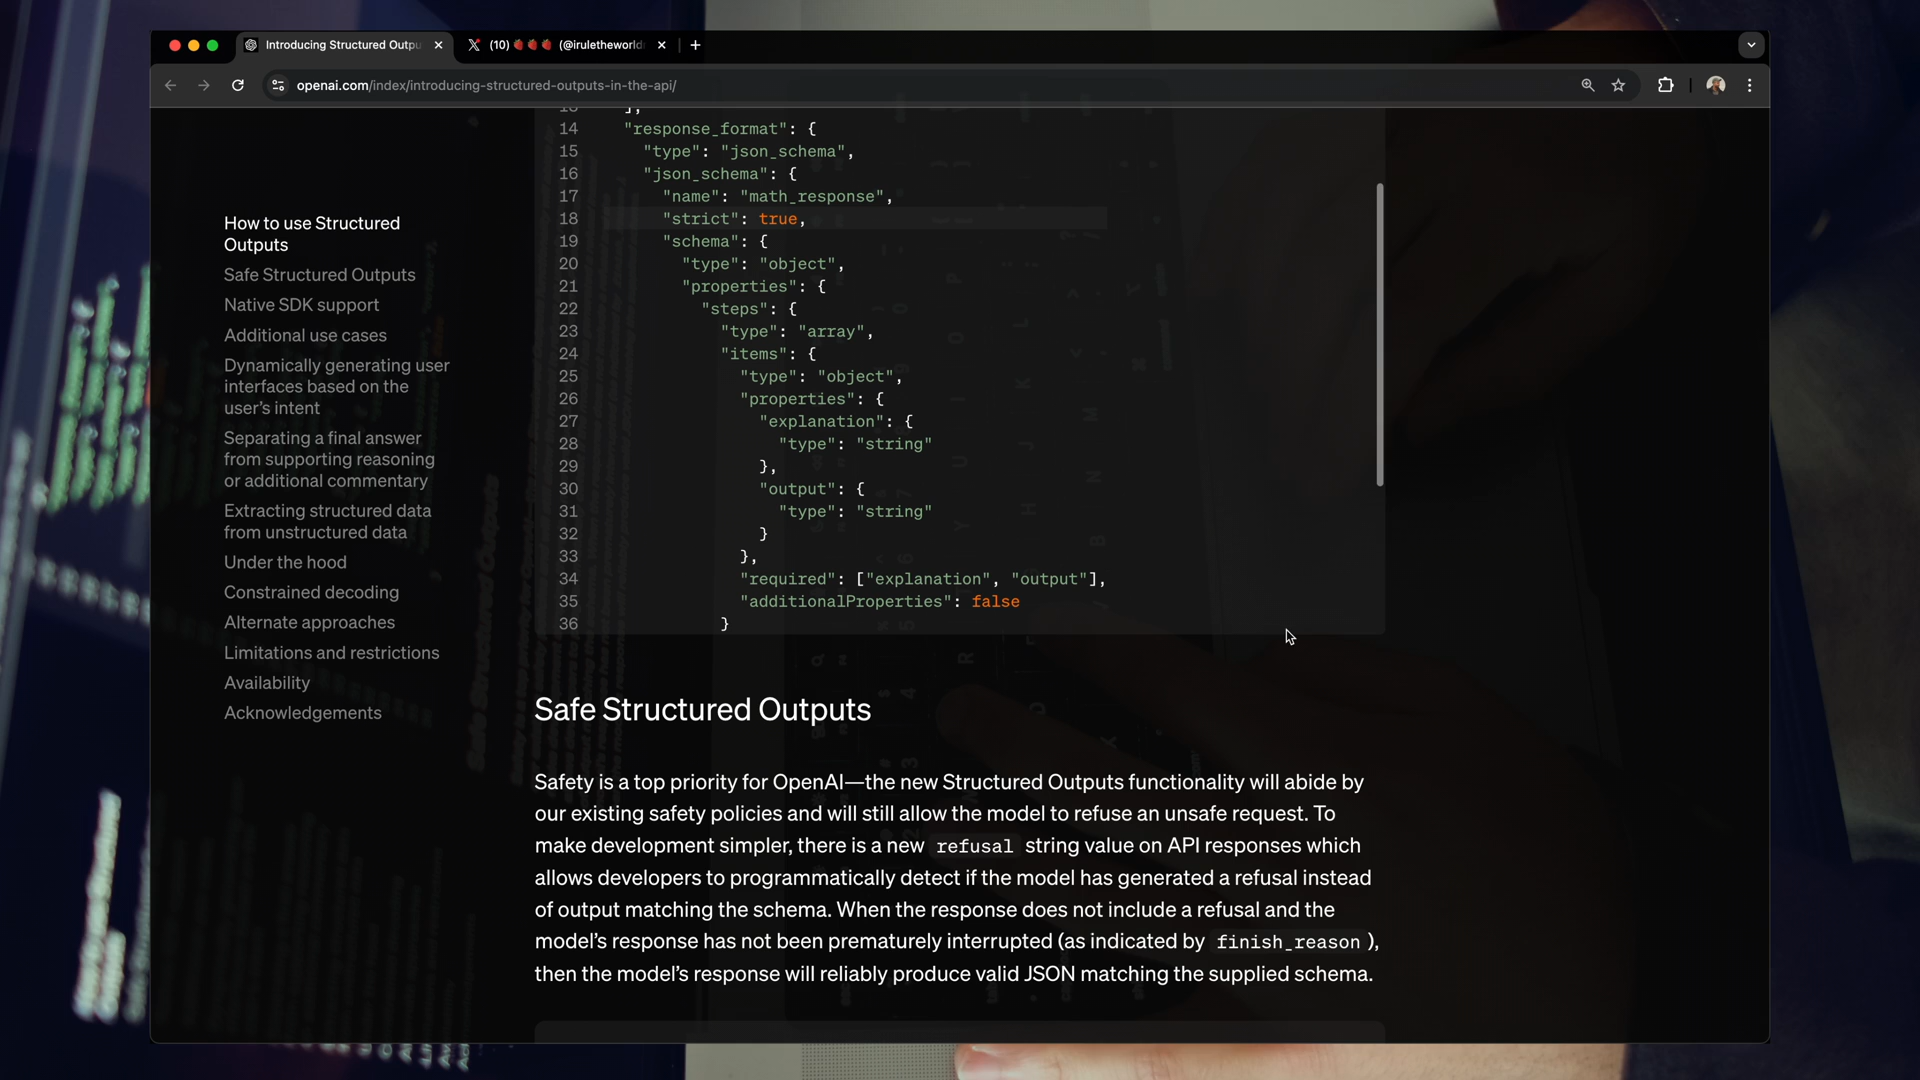 Introducing Structured Outpu
(10) 🍓🍓🍓 (@iruletheworld
openai.com/index/introducing-structured-outputs-in-the-api/
How to use Structured
Outputs
Safe Structured Outputs
Native SDK support
Additional use cases
Dynamically generating user
interfaces based on the
user's intent
Separating a final answer
from supporting reasoning
or additional commentary
Extracting structured data
from unstructured data
Under the hood
Constrained decoding
Alternate approaches
Limitations and restrictions
Availability
Acknowledgements
14 "response_format": {
15 "type": "json_schema",
16 "json_schema": {
17 "name": "math_response",
18 "strict": true,
19 "schema": {
20 "type": "object",
21 "properties": {
22 "steps": {
23 "type": "array",
24 "items": {
25 "type": "object",
26 "properties": {
27 "explanation": {
28 "type": "string"
29 },
30 "output": {
31 "type": "string"
32 }
33 },
34 "required": ["explanation", "output"],
35 "additionalProperties": false
36 }
Safe Structured Outputs
Safety is a top priority for OpenAI—the new Structured Outputs functionality will abide by
our existing safety policies and will still allow the model to refuse an unsafe request. To
make development simpler, there is a new refusal string value on API responses which
allows developers to programmatically detect if the model has generated a refusal instead
of output matching the schema. When the response does not include a refusal and the
model's response has not been prematurely interrupted (as indicated by finish_reason ),
then the model's response will reliably produce valid JSON matching the supplied schema.